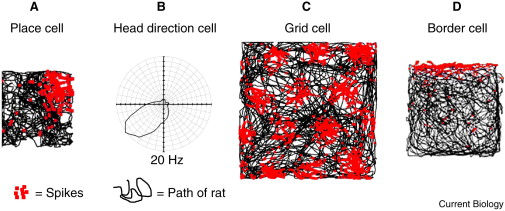 A
B
C
D
Place cell
Head direction cell
Grid cell
Border cell
20 Hz
= Spikes
= Path of rat
Current Biology